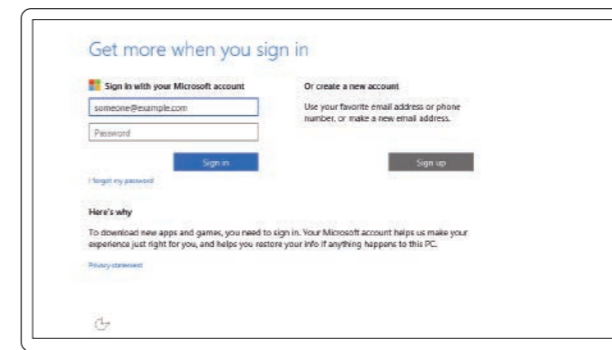 Get more when you sign in
Sign in with your Microsoft account
someone@example.com
Password
Sign in
I forgot my password
Or create a new account
Use your favorite email address or phone
number, or make a new email address.
Sign up
Here's why
To download new apps and games, you need to sign in. Your Microsoft account helps us make your
experience just right for you, and helps you restore your info if anything happens to this PC.
Privacy statement